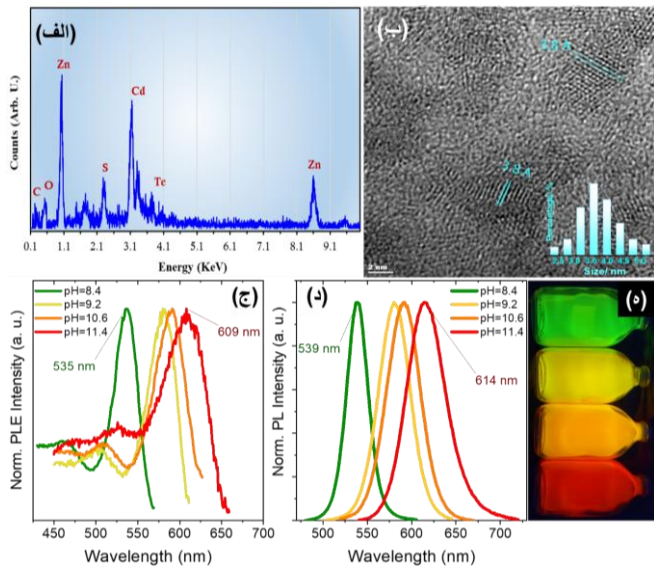 (الف)
Zn
Cd
C
O
S
Te
Zn
Counts (Arb. U.)
0.1 1.1 2.1 3.1 4.1 5.1 6.1 7.1 8.1 9.1
Energy (KeV)
(ب)
3.8 A
2 nm
Size/ nm
(ج)
pH=8.4
pH=9.2
pH=10.6
pH=11.4
535 nm
609 nm
Norm. PLE Intensity (a. u.)
450 500 550 600 650 700
Wavelength (nm)
(د)
pH=8.4
pH=9.2
pH=10.6
pH=11.4
539 nm
614 nm
Norm. PL Intensity (a. u.)
500 550 600 650 700
Wavelength (nm)
(ه)